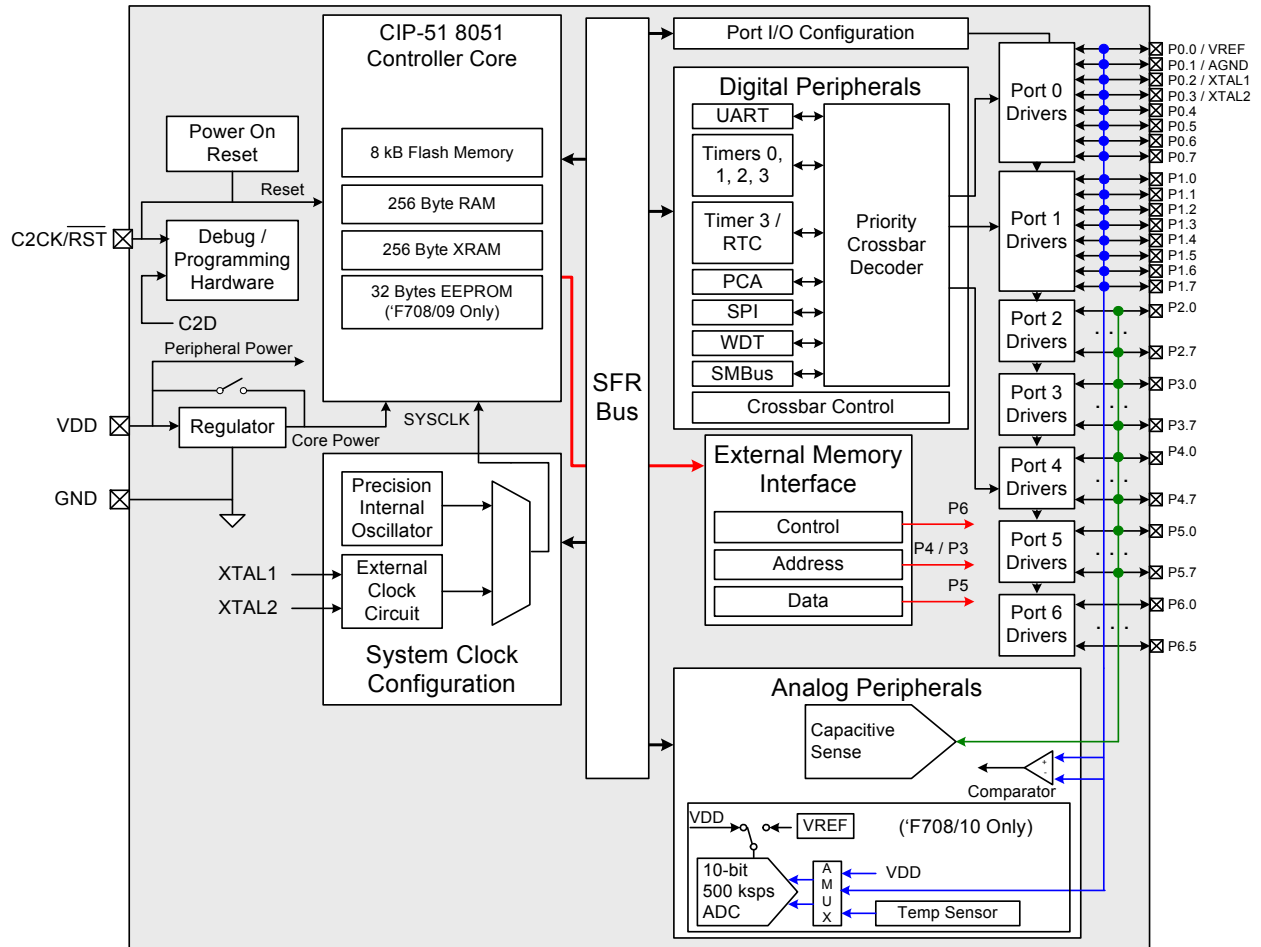 CIP-51 8051
Controller Core
8 kB Flash Memory
256 Byte RAM
256 Byte XRAM
32 Bytes EEPROM
(‘F708/09 Only)
Power On
Reset
Reset
C2CK/RST
Debug /
Programming
Hardware
C2D
Peripheral Power
VDD
Regulator
Core Power
GND
SYSCLK
Precision
Internal
Oscillator
XTAL1
XTAL2
External
Clock
Circuit
System Clock
Configuration
SFR
Bus
Port I/O Configuration
Digital Peripherals
UART
Timers 0,
1, 2, 3
Timer 3 /
RTC
PCA
SPI
WDT
SMBus
Priority
Crossbar
Decoder
Crossbar Control
External Memory
Interface
Control
P6
Address
P4 / P3
Data
P5
Port 0
Drivers
Port 1
Drivers
Port 2
Drivers
Port 3
Drivers
Port 4
Drivers
Port 5
Drivers
Port 6
Drivers
P0.0 / VREF
P0.1 / AGND
P0.2 / XTAL1
P0.3 / XTAL2
P0.4
P0.5
P0.6
P0.7
P1.0
P1.1
P1.2
P1.3
P1.4
P1.5
P1.6
P1.7
P2.0
. . . .
P2.7
P3.0
. . . .
P3.7
P4.0
. . . .
P4.7
P5.0
. . . .
P5.7
P6.0
. . . .
P6.5
Analog Peripherals
Capacitive
Sense
+
-
Comparator
VDD
VREF
(‘F708/10 Only)
10-bit
500 ksps
ADC
A
M
U
X
VDD
Temp Sensor